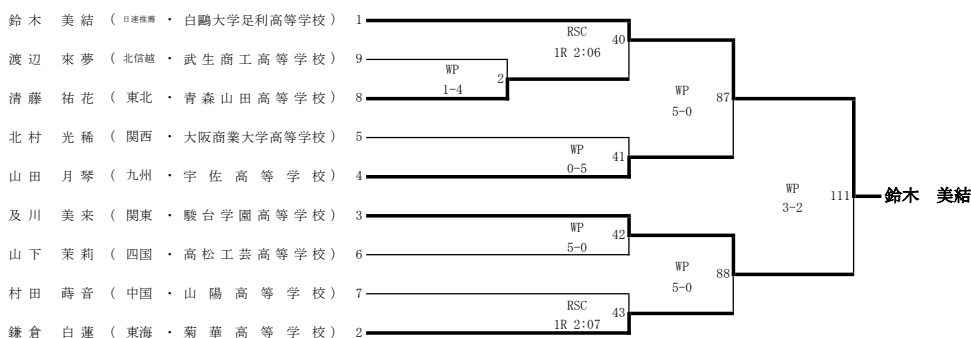 鈴木 美結 ( 日連推薦 ・ 白鷗大学足利高等学校 ) 1
RSC 40
1R 2:06
渡辺 來夢 ( 北信越 ・ 武生商工高等学校 ) 9
WP 2
1-4
清藤 祐花 ( 東北 ・ 青森山田高等学校 ) 8
WP 87
5-0
北村 光稀 ( 関西 ・ 大阪商業大学高等学校 ) 5
WP 41
0-5
山田 月琴 ( 九州 ・ 宇佐高等学校 ) 4
WP 111 鈴木 美結
3-2
及川 美来 ( 関東 ・ 駿台学園高等学校 ) 3
WP 42
5-0
山下 茉莉 ( 四国 ・ 高松工芸高等学校 ) 6
WP 88
5-0
村田 蒔音 ( 中国 ・ 山陽高等学校 ) 7
RSC 43
1R 2:07
鎌倉 白蓮 ( 東海 ・ 菊華高等学校 ) 2